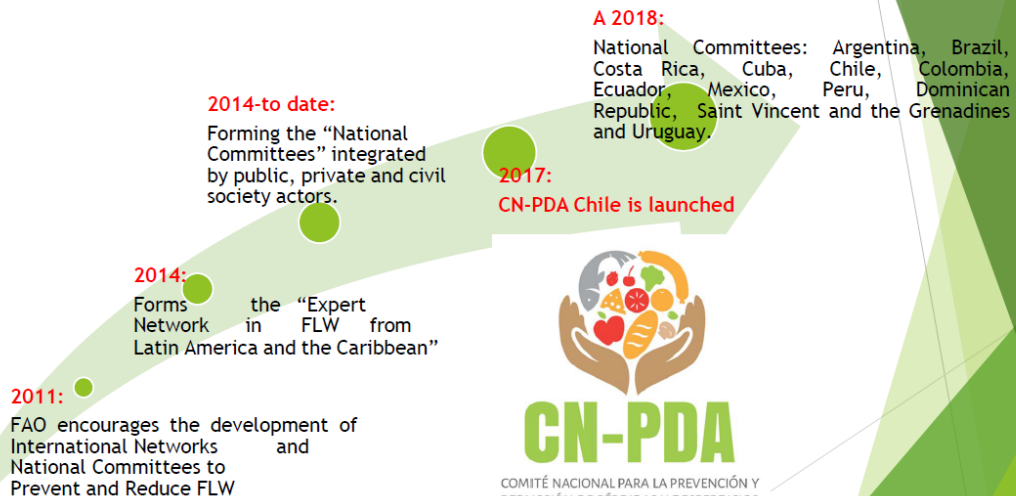 A 2018:
National Committees: Argentina, Brazil,
Costa Rica, Cuba, Chile, Colombia,
Ecuador, Mexico, Peru, Dominican
Republic, Saint Vincent and the Grenadines
and Uruguay.
2014-to date:
Forming the “National
Committees” integrated
by public, private and civil
society actors.
2017:
CN-PDA Chile is launched
2014:
Forms the “Expert
Network in FLW from
Latin America and the Caribbean”
2011:
FAO encourages the development of
International Networks and
National Committees to
Prevent and Reduce FLW
CN-PDA
COMITÉ NACIONAL PARA LA PREVENCIÓN Y